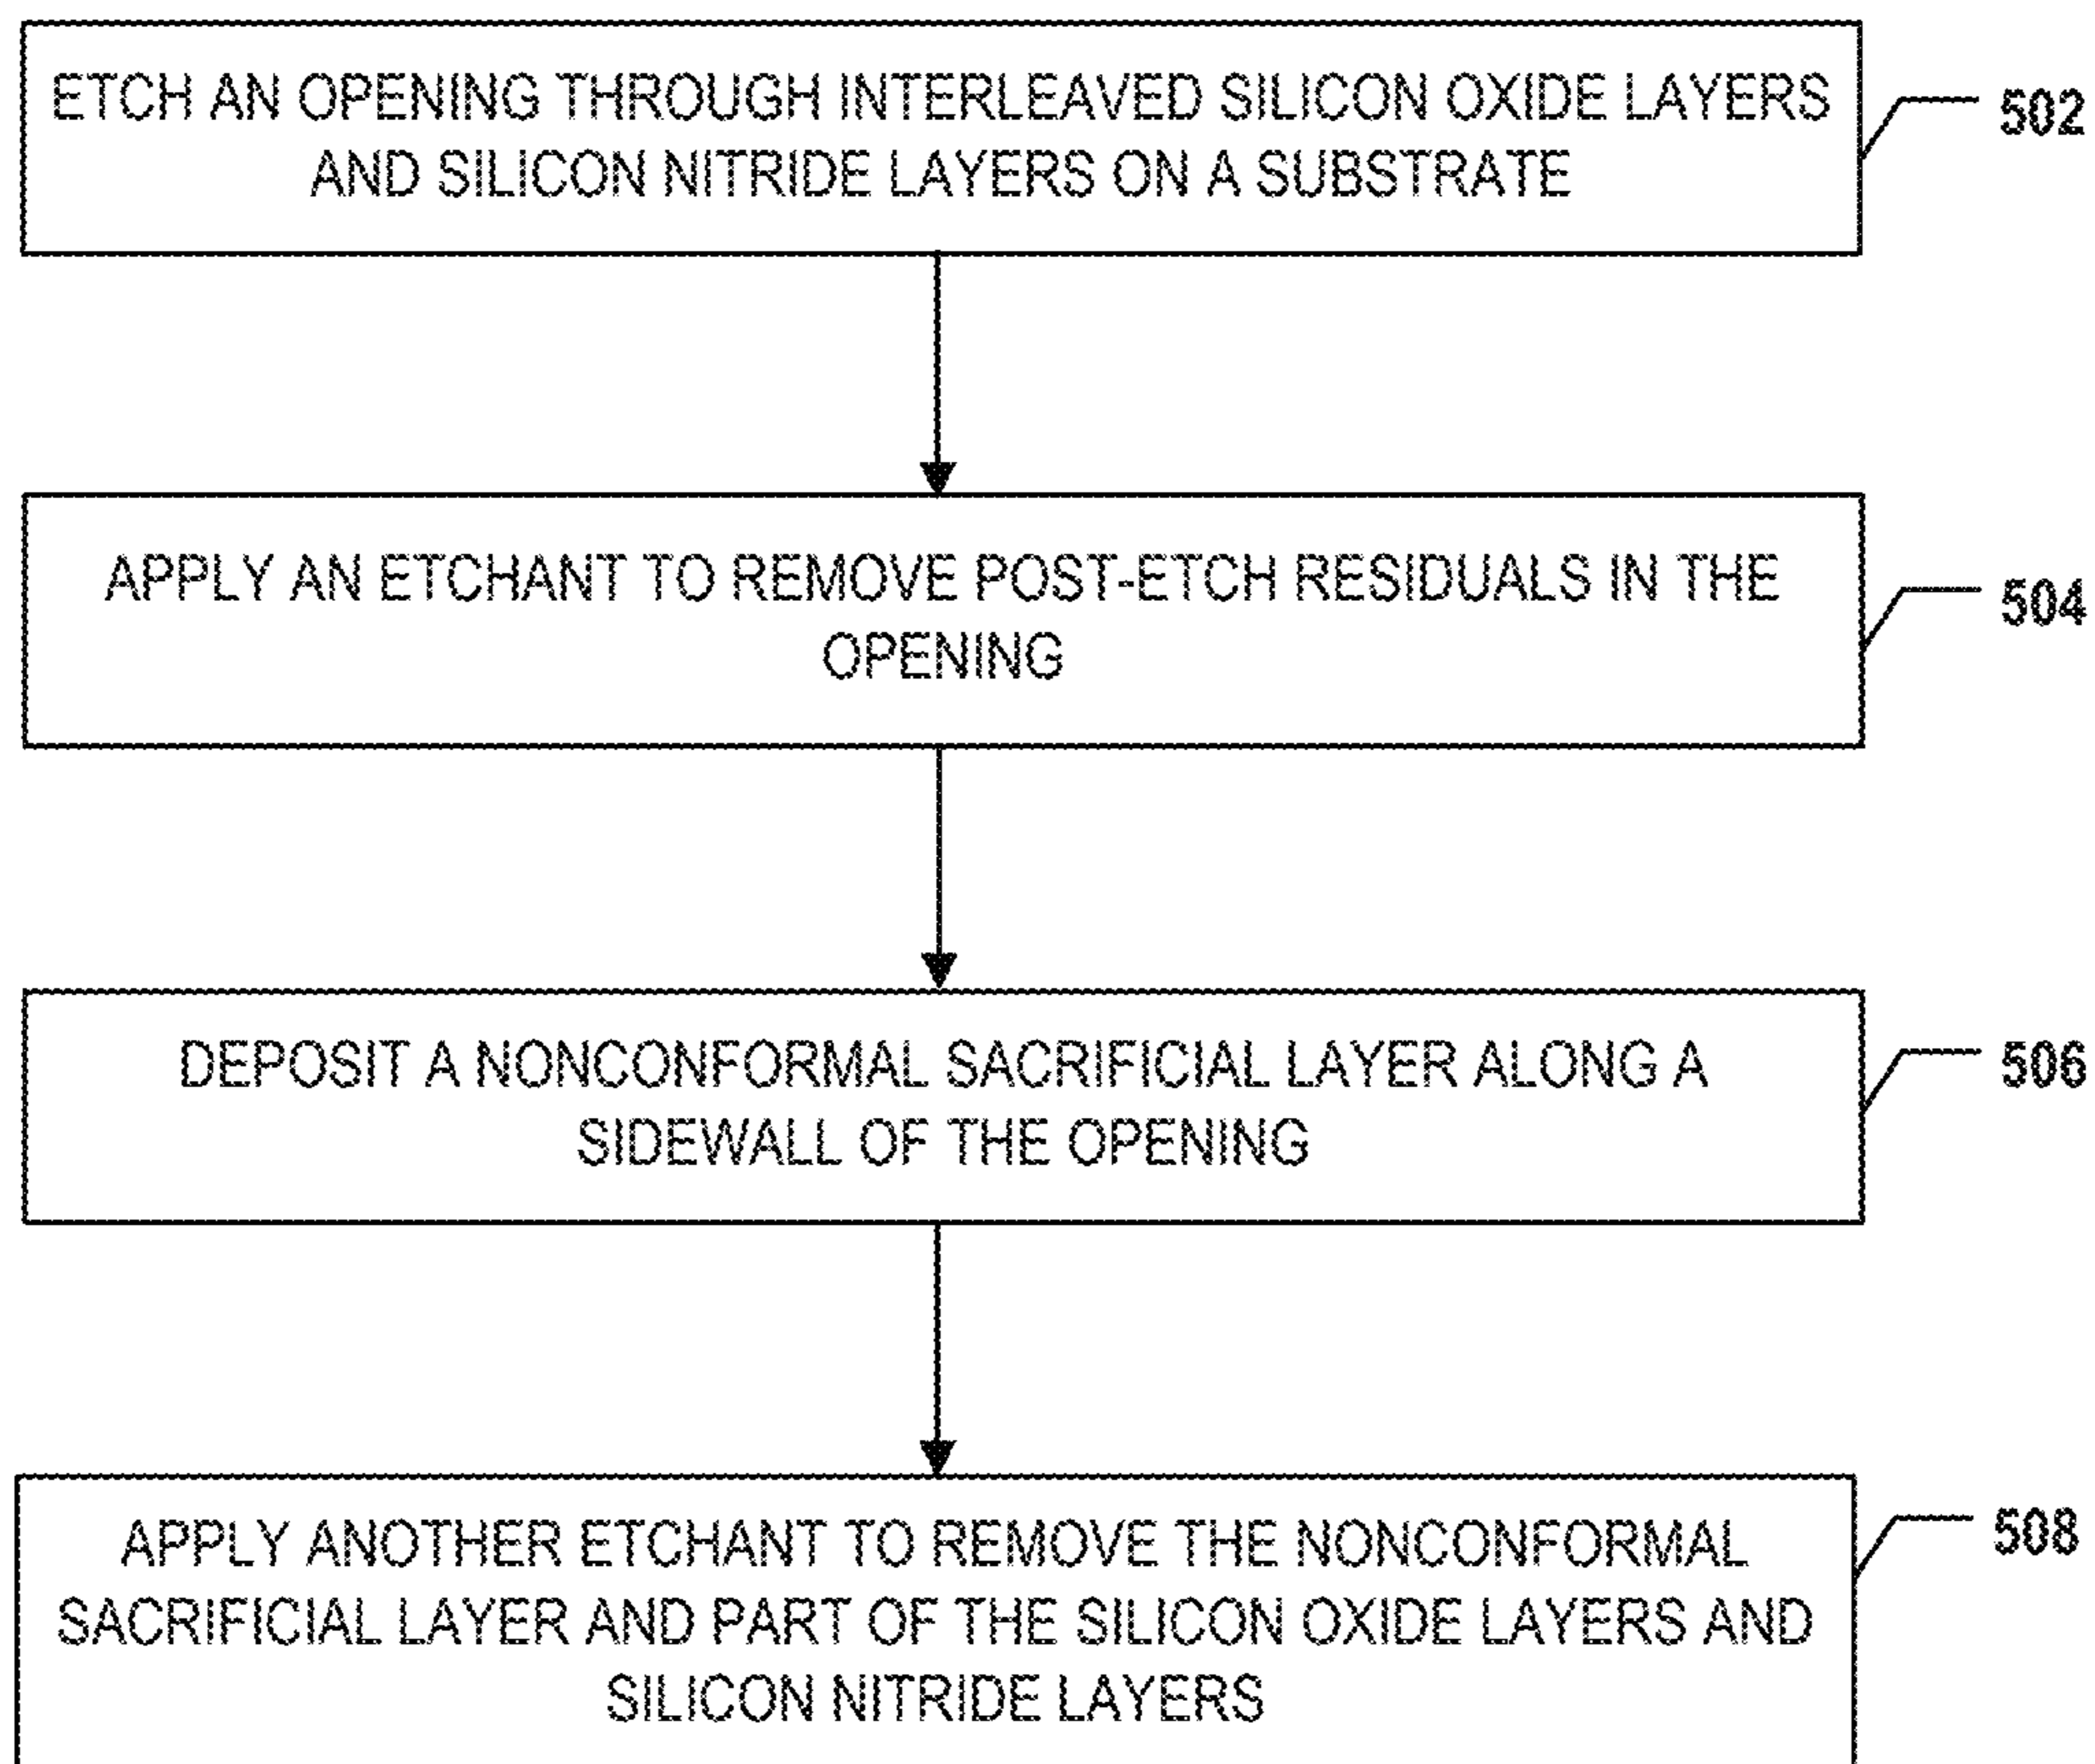 ETCH AN OPENING THROUGH INTERLEAVED SILICON OXIDE LAYERS
AND SILICON NITRIDE LAYERS ON A SUBSTRATE
502
APPLY AN ETCHANT TO REMOVE POST-ETCH RESIDUALS IN THE
OPENING
504
DEPOSIT A NONCONFORMAL SACRIFICIAL LAYER ALONG A
SIDEWALL OF THE OPENING
506
APPLY ANOTHER ETCHANT TO REMOVE THE NONCONFORMAL
SACRIFICIAL LAYER AND PART OF THE SILICON OXIDE LAYERS AND
SILICON NITRIDE LAYERS
508